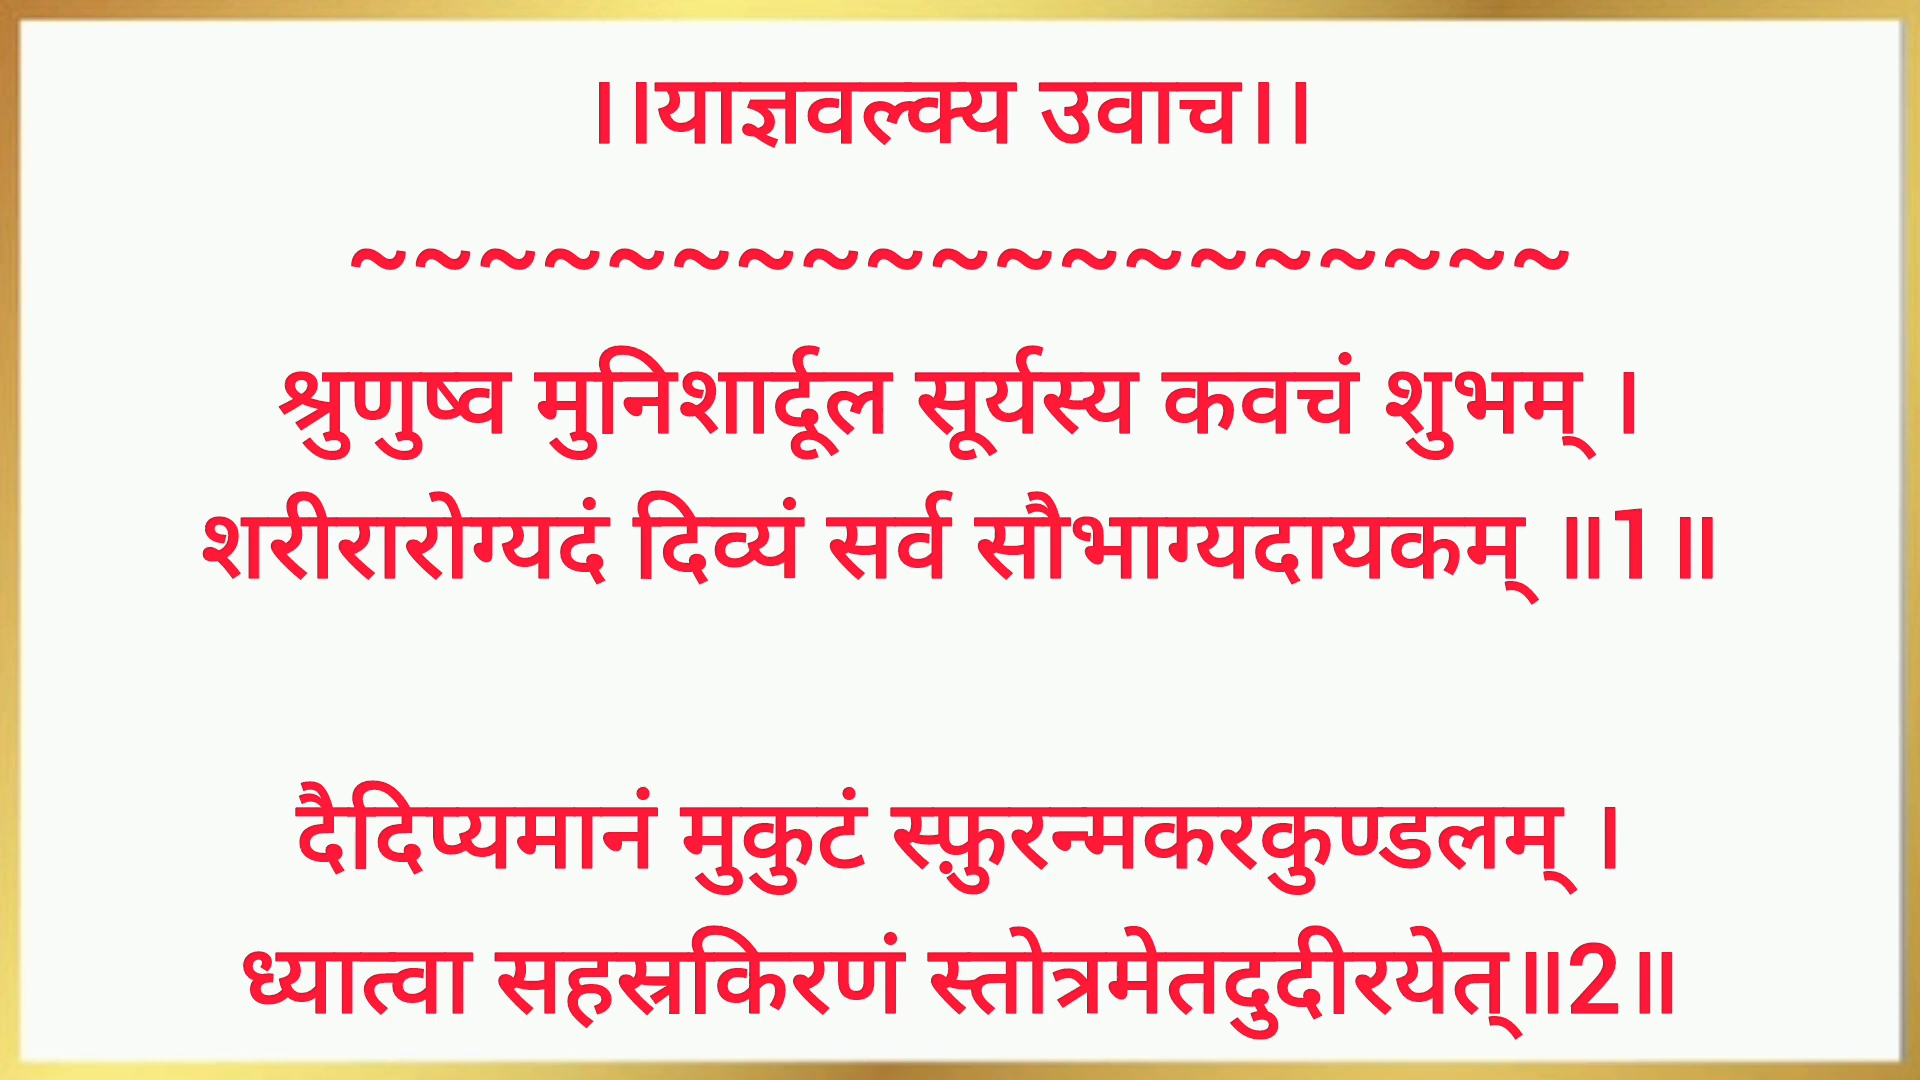 ।।याज्ञवल्क्य उवाच।।
~~~~~~~~~~~~~~~~~~~
श्रुणुष्व मुनिशार्दूल सूर्यस्य कवचं शुभम् ।
शरीरारोग्यदं दिव्यं सर्व सौभाग्यदायकम् ॥1॥
दैदिप्यमानं मुकुटं स्फ़ुरन्मकरकुण्डलम् ।
ध्यात्वा सहस्रकिरणं स्तोत्रमेतदुदीरयेत्॥2॥